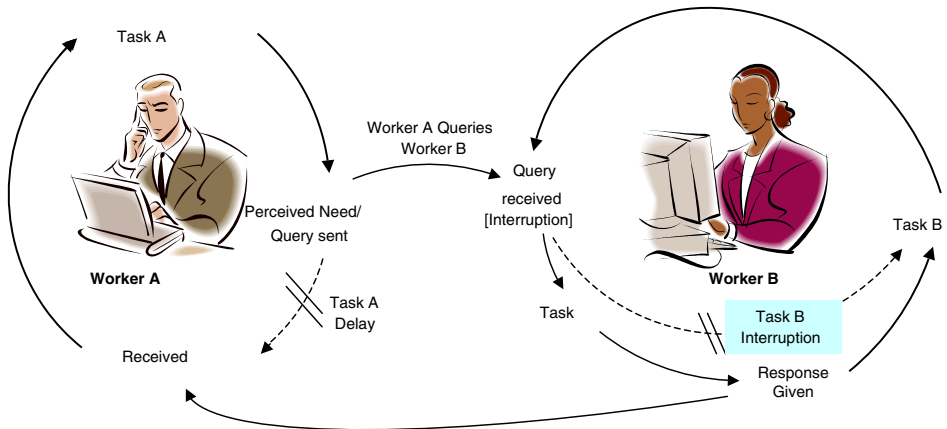 Task A
Worker A Queries
Worker B
Query
received
[Interruption]
Perceived Need/
Query sent
Task B
Worker A
Worker B
Task A
Delay
Task
Task B
Interruption
Received
Response
Given